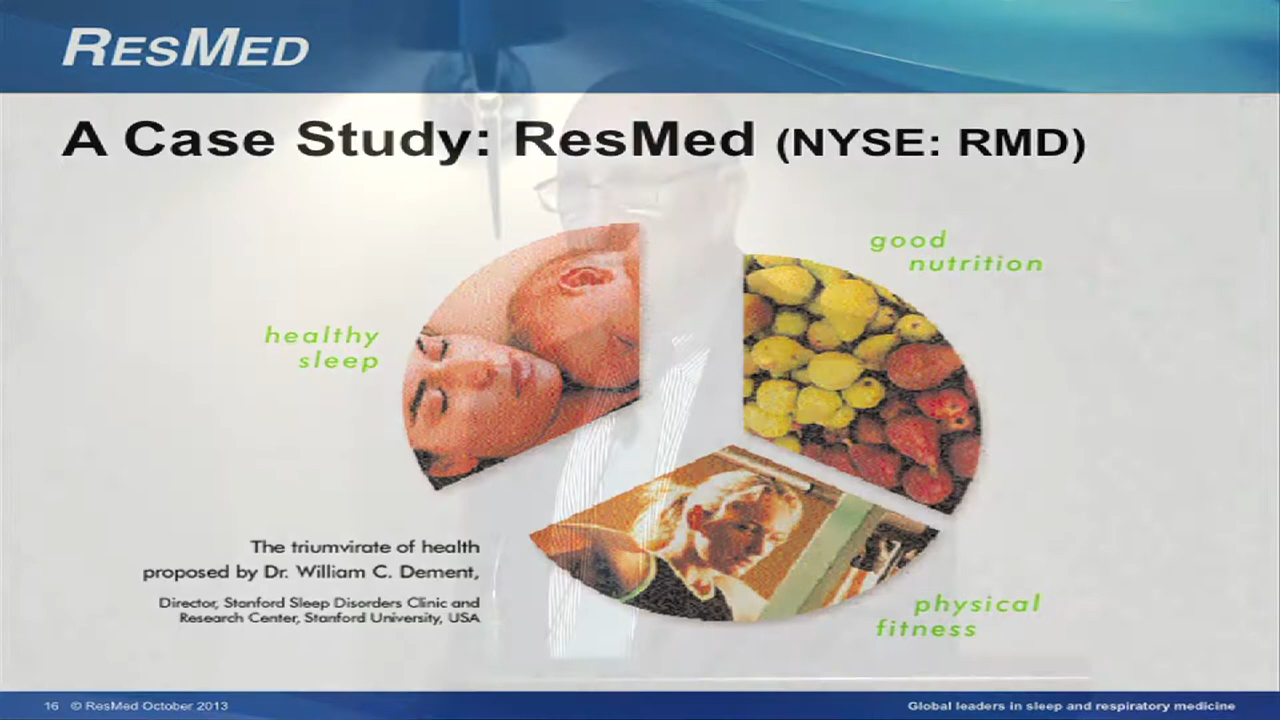 RESMED
A Case Study: ResMed (NYSE: RMD)
good
nutrition
healthy
sleep
The triumvirate of health
proposed by Dr. William C. Dement,
Director, Stanford Sleep Disorders Clinic and
Research Center, Stanford University, USA
physical
fitness
16 © ResMed October 2013
Global leaders in sleep and respiratory medicine